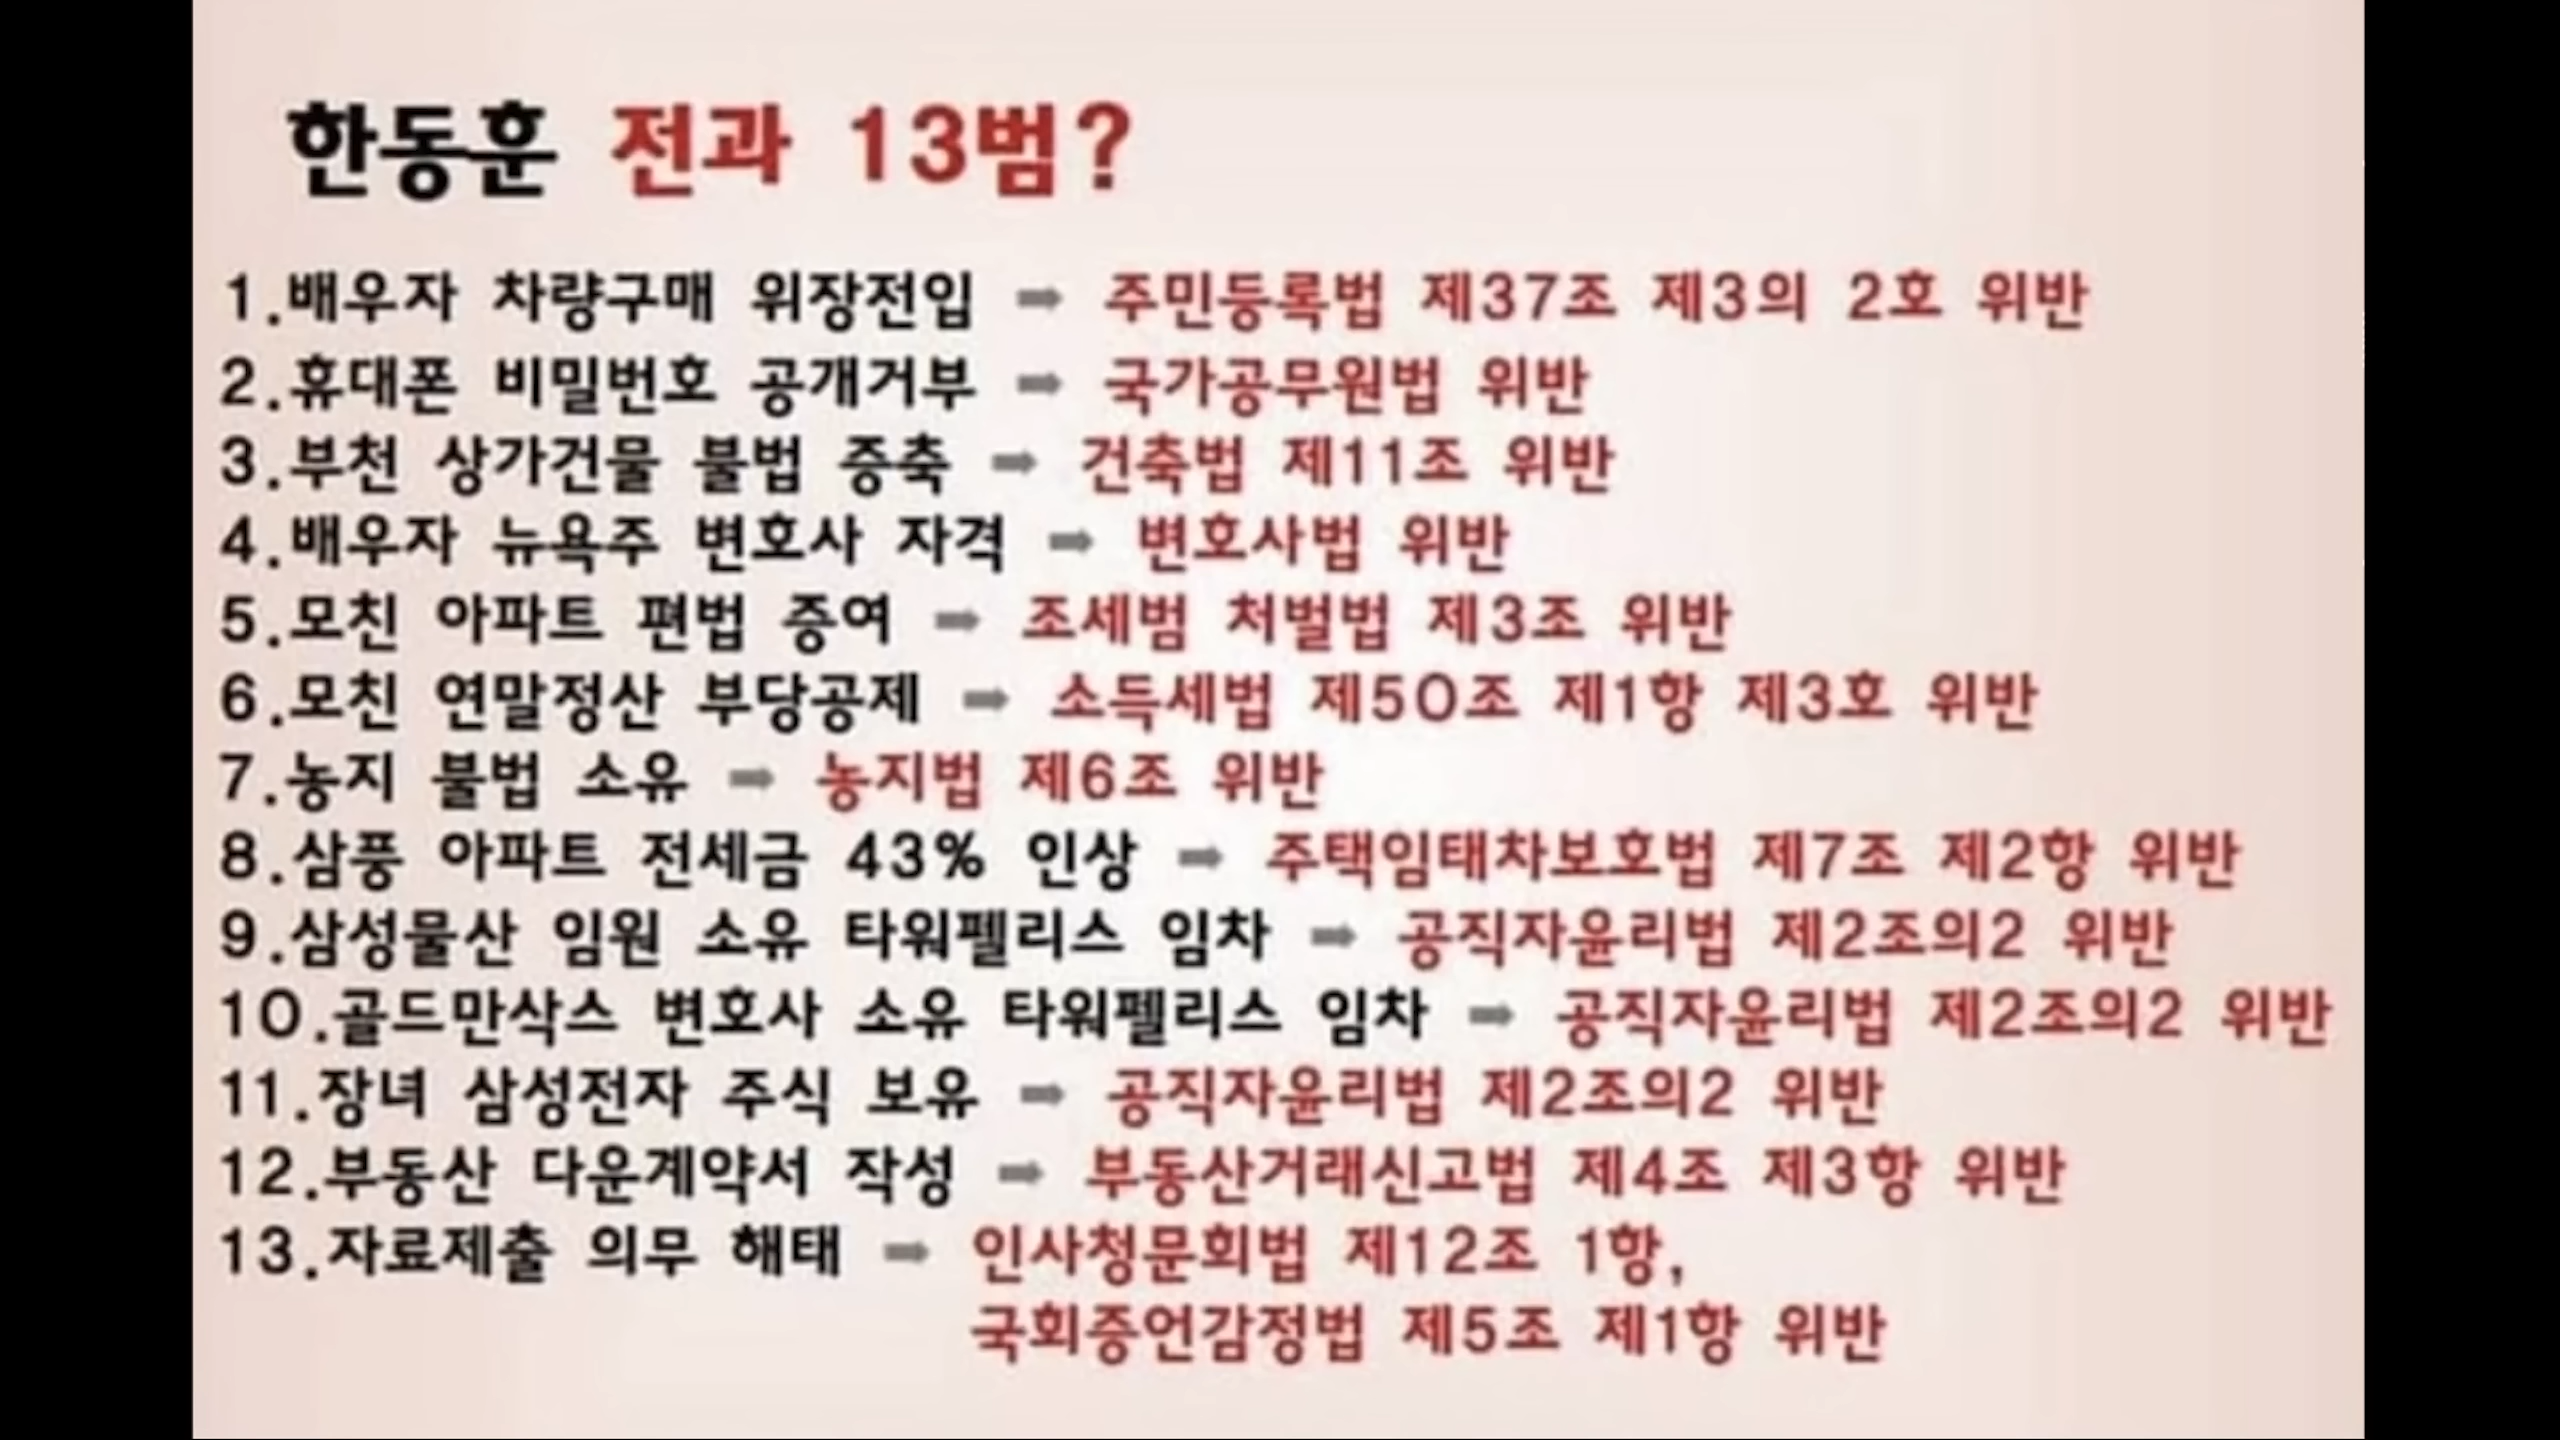 한동훈 전과 13범?
1.배우자 차량구매 위장전입 ➡ 주민등록법 제37조 제3의 2호 위반
2.휴대폰 비밀번호 공개거부 ➡ 국가공무원법 위반
3.부천 상가건물 불법 증축 ➡ 건축법 제11조 위반
4.배우자 뉴욕주 변호사 자격 ➡ 변호사법 위반
5.모친 아파트 편법 증여 ➡ 조세범 처벌법 제3조 위반
6.모친 연말정산 부당공제 ➡ 소득세법 제50조 제1항 제3호 위반
7.농지 불법 소유 ➡ 농지법 제6조 위반
8.삼풍 아파트 전세금 43% 인상 ➡ 주택임태차보호법 제7조 제2항 위반
9.삼성물산 임원 소유 타워펠리스 임차 ➡ 공직자윤리법 제2조의2 위반
10.골드만삭스 변호사 소유 타워펠리스 임차 ➡ 공직자윤리법 제2조의2 위반
11.장녀 삼성전자 주식 보유 ➡ 공직자윤리법 제2조의2 위반
12.부동산 다운계약서 작성 ➡ 부동산거래신고법 제4조 제3항 위반
13.자료제출 의무 해태 ➡ 인사청문회법 제12조 1항,
국회증언감정법 제5조 제1항 위반